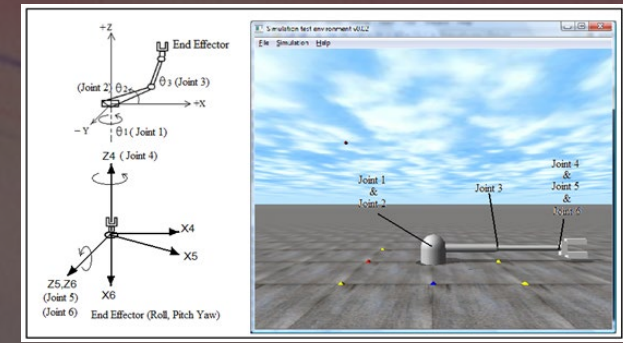 +Z
End Effector
(Joint 2)
θ2
θ3 (Joint 3)
+X
-Y
θ1 (Joint 1)
Z4 (Joint 4)
X4
X5
Z5,Z6
(Joint 5)
(Joint 6)
X6
End Effector (Roll, Pitch Yaw)
Simulation test environment v0.02
File Simulation Help
Joint 1
&
Joint 2
Joint 3
Joint 4
&
Joint 5
&
Joint 6